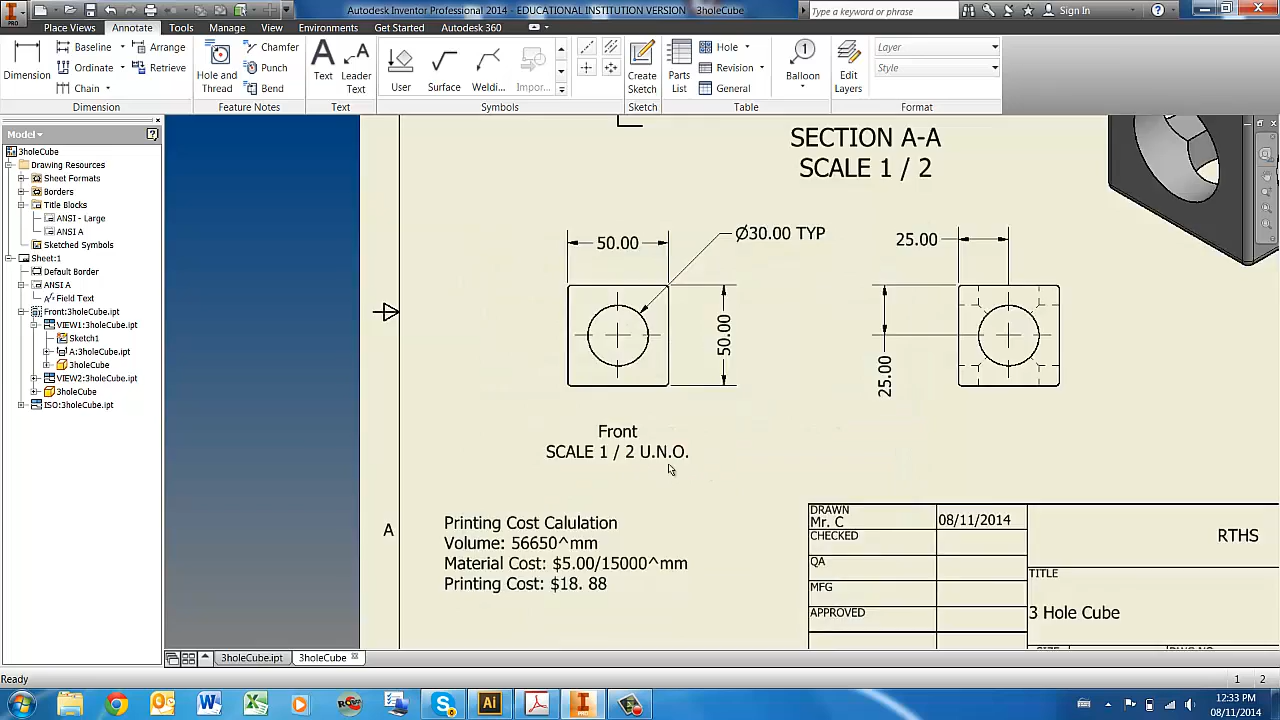 Autodesk Inventor Professional 2014 - EDUCATIONAL INSTITUTION VERSION 3holeCube
Type a keyword or phrase
Sign In
PRO
Place Views Annotate Tools Manage View Environments Get Started Autodesk 360
Dimension
Baseline
Ordinate
Chain
Arrange
Retrieve
Dimension
Hole and Thread
Chamfer
Punch
Bend
Feature Notes
Text
Leader Text
Text
User
Surface
Weldi...
Impor...
Symbols
Create Sketch
Sketch
Parts List
Hole
Revision
General
Table
Balloon
Edit Layers
Layer
Style
Format
Model
3holeCube
Drawing Resources
Sheet Formats
Borders
Title Blocks
ANSI - Large
ANSI A
Sketched Symbols
Sheet:1
Default Border
ANSI A
Field Text
Front:3holeCube.ipt
VIEW1:3holeCube.ipt
Sketch1
A:3holeCube.ipt
3holeCube
VIEW2:3holeCube.ipt
3holeCube
ISO:3holeCube.ipt
SECTION A-A
SCALE 1 / 2
50.00
Ø30.00 TYP
50.00
25.00
25.00
Front
SCALE 1 / 2 U.N.O.
A
Printing Cost Calulation
Volume: 56650^mm
Material Cost: $5.00/15000^mm
Printing Cost: $18. 88
DRAWN
Mr. C
08/11/2014
CHECKED
QA
MFG
APPROVED
RTHS
TITLE
3 Hole Cube
3holeCube.ipt
3holeCube
Ready
1 2
12:33 PM
08/11/2014